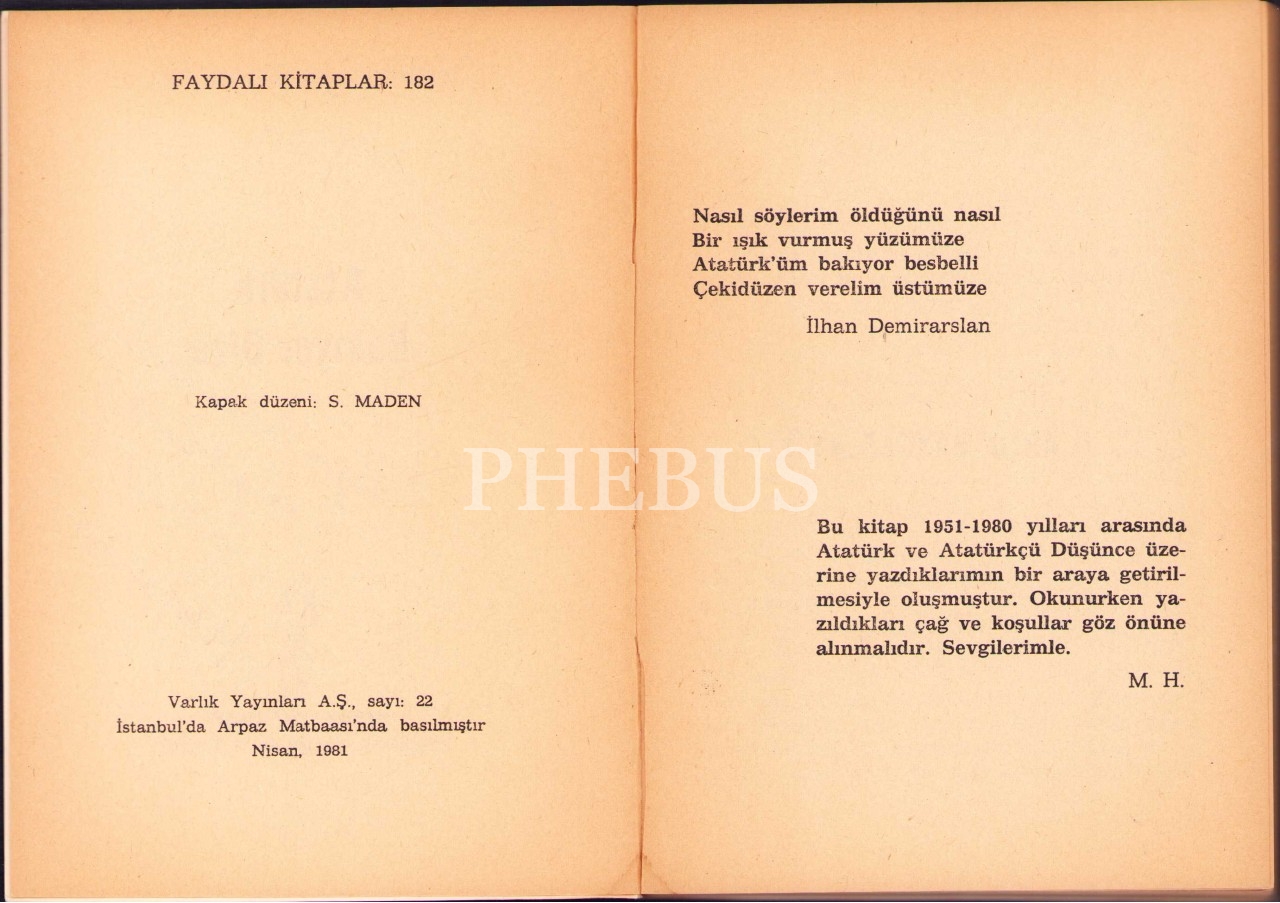 FAYDALI KİTAPLAR: 182
Kapak düzeni: S. MADEN
Varlık Yayınları A.Ş., sayı: 22
İstanbul'da Arpaz Matbaası'nda basılmıştır
Nisan, 1981
Nasıl söylerim öldüğünü nasıl
Bir ışık vurmuş yüzümüze
Atatürk'üm bakıyor besbelli
Çekidüzen verelim üstümüze
İlhan Demirarslan
PHEBUS
Bu kitap 1951-1980 yılları arasında
Atatürk ve Atatürkçü Düşünce üze-
rine yazdıklarımın bir araya getiril-
mesiyle oluşmuştur. Okunurken ya-
zıldıkları çağ ve koşullar göz önüne
alınmalıdır. Sevgilerimle.
M. H.